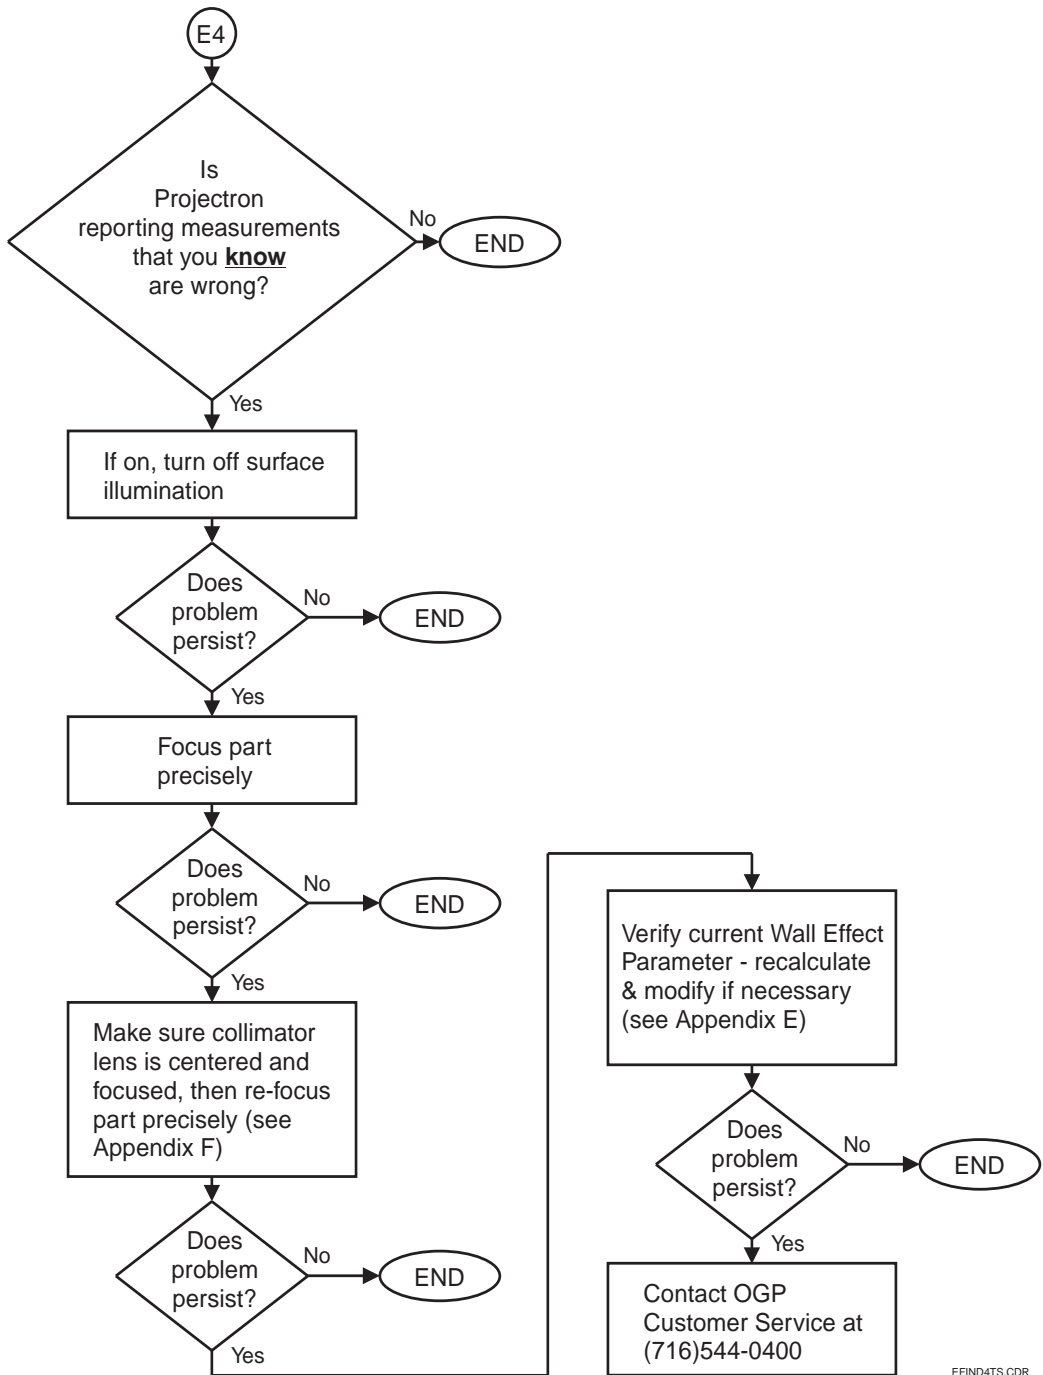 E4
Is
Projectron
reporting measurements
that you know
are wrong?
No
END
Yes
If on, turn off surface
illumination
Does
problem
persist?
No
END
Yes
Focus part
precisely
Does
problem
persist?
No
END
Yes
Make sure collimator
lens is centered and
focused, then re-focus
part precisely (see
Appendix F)
Does
problem
persist?
No
END
Yes
Verify current Wall Effect
Parameter - recalculate
& modify if necessary
(see Appendix E)
Does
problem
persist?
No
END
Yes
Contact OGP
Customer Service at
(716)544-0400
EFIND4TS.CDR